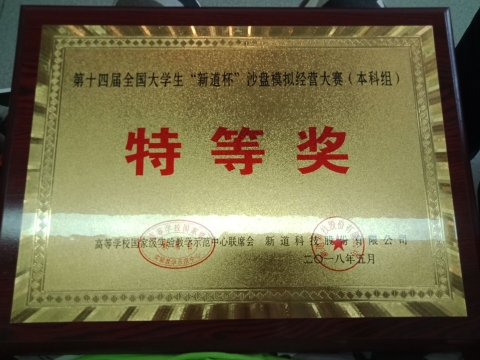 第十四届全国大学生“新道杯”沙盘模拟经营大赛（本科组）
特等奖
高等学校国家级实验教学示范中心联席会 新道科技股份有限公司
二〇一八年五月